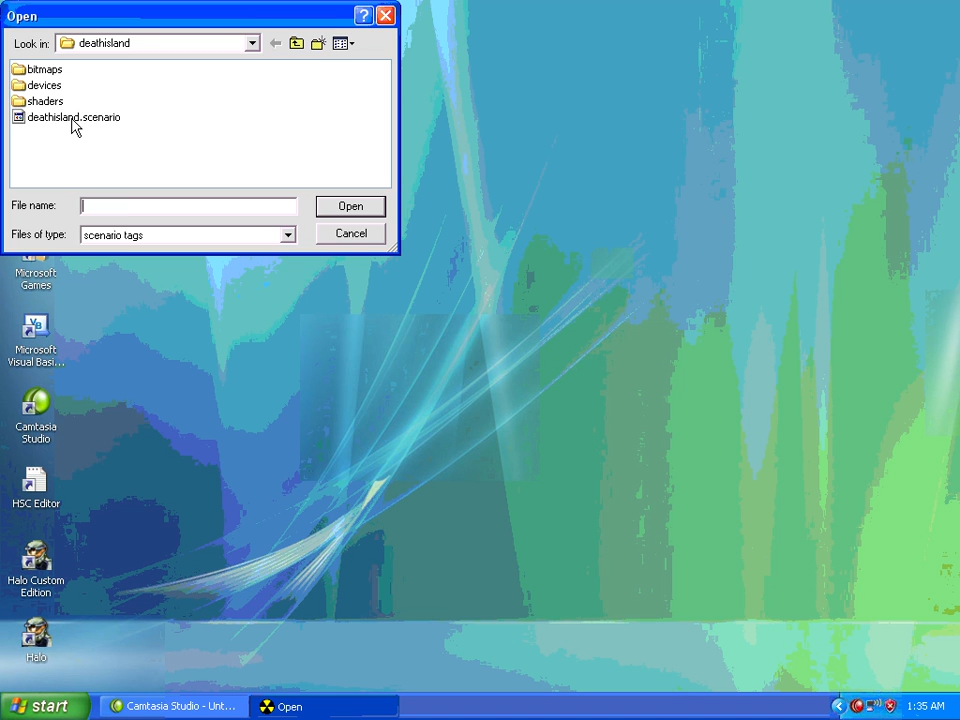 Open
Look in: deathisland
bitmaps
devices
shaders
deathisland.scenario
File name:
Open
Files of type: scenario tags
Cancel
Microsoft
Games
Microsoft
Visual Basi...
Camtasia
Studio
HSC Editor
Halo Custom
Edition
Halo
start
Camtasia Studio - Unt...
Open
1:35 AM